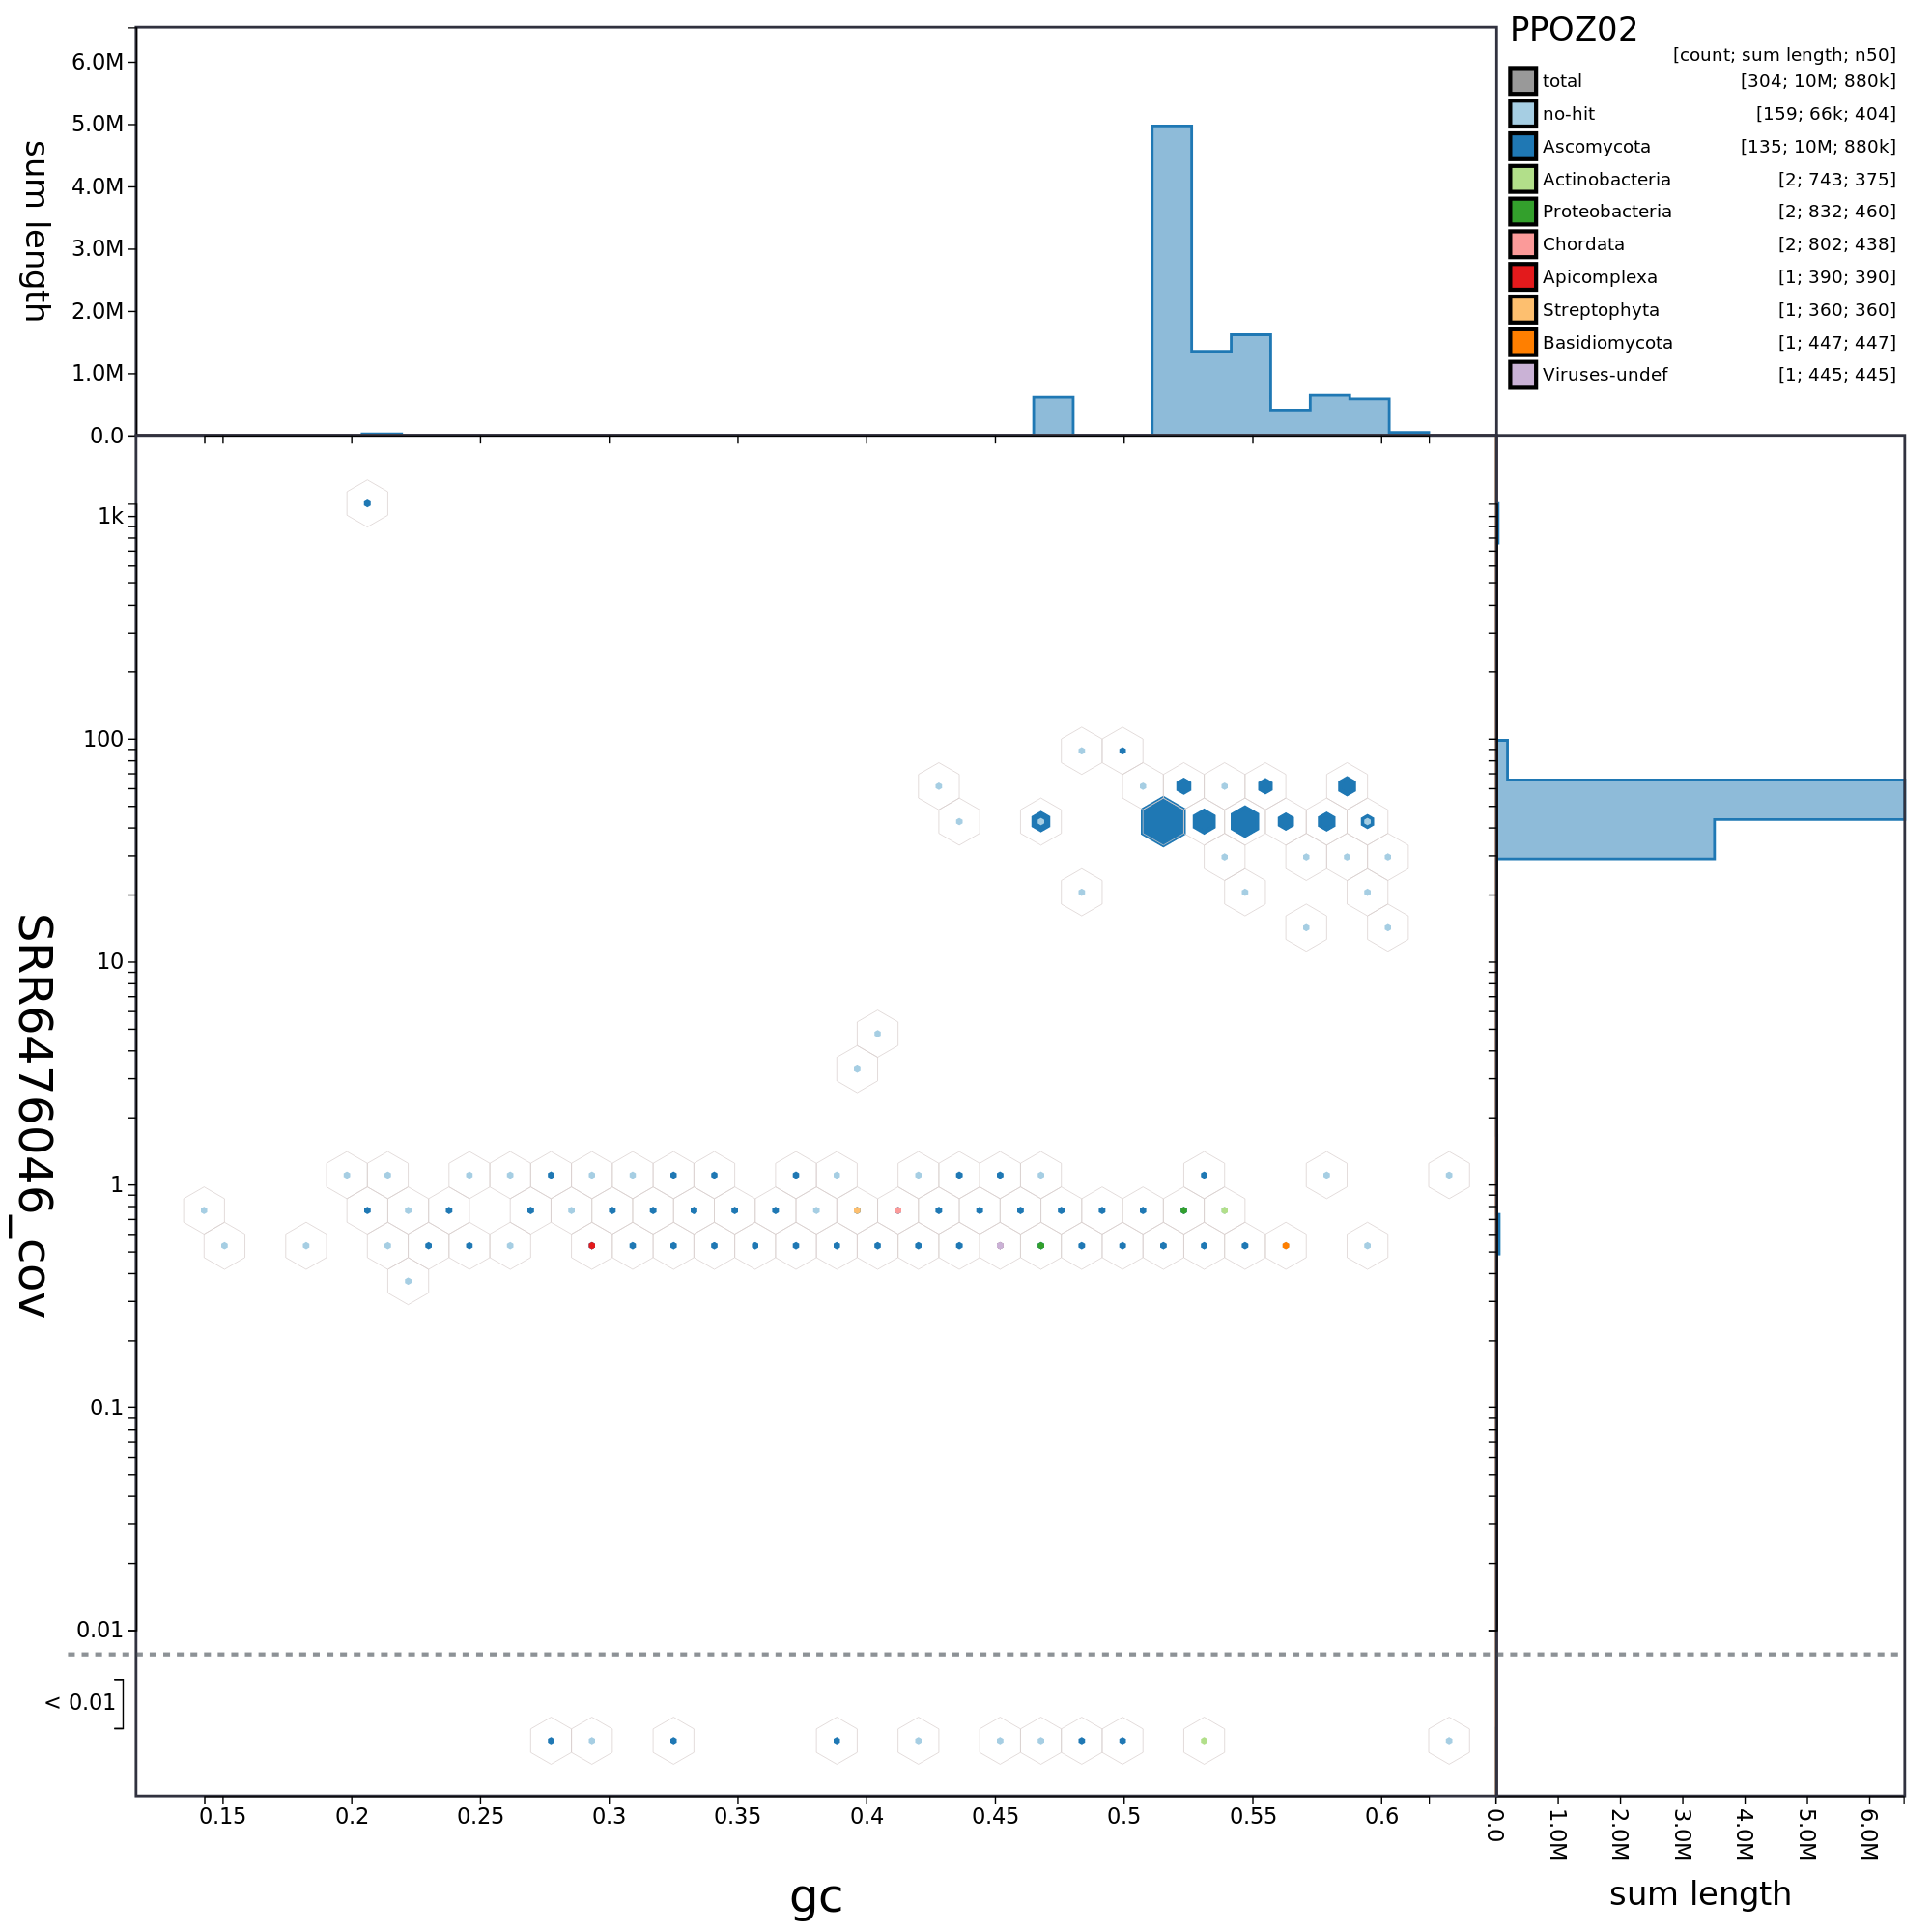 PPOZ02
[count; sum length; n50]
total [304; 10M; 880k]
no-hit [159; 66k; 404]
Ascomycota [135; 10M; 880k]
Actinobacteria [2; 743; 375]
Proteobacteria [2; 832; 460]
Chordata [2; 802; 438]
Apicomplexa [1; 390; 390]
Streptophyta [1; 360; 360]
Basidiomycota [1; 447; 447]
Viruses-undef [1; 445; 445]
sum length
6.0M
5.0M
4.0M
3.0M
2.0M
1.0M
0.0
SRR6476046_cov
1k
100
10
1
0.1
0.01
< 0.01
0.15 0.2 0.25 0.3 0.35 0.4 0.45 0.5 0.55 0.6
gc
0.0 1.0M 2.0M 3.0M 4.0M 5.0M 6.0M
sum length